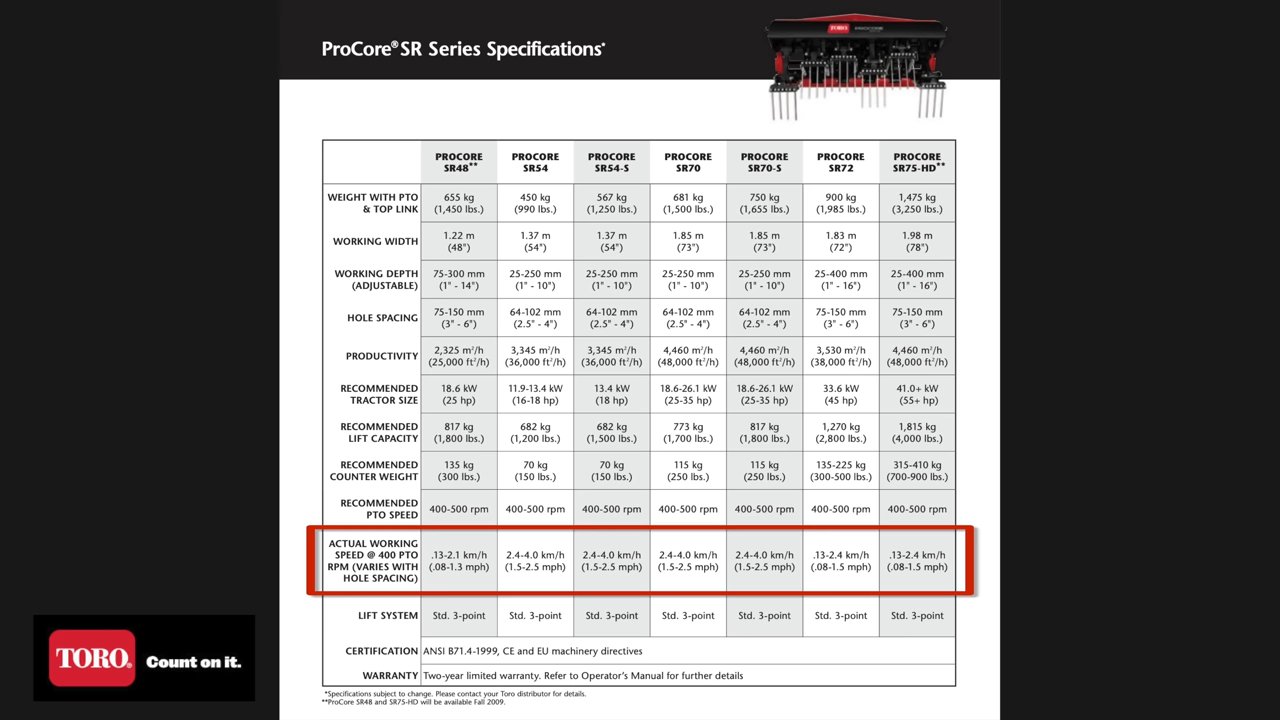 ProCore® SR Series Specifications*
TORO
PROCORE
PROCORE SR48** PROCORE SR54 PROCORE SR54-S PROCORE SR70 PROCORE SR70-S PROCORE SR72 PROCORE SR75-HD**
WEIGHT WITH PTO & TOP LINK 655 kg (1,450 lbs.) 450 kg (990 lbs.) 567 kg (1,250 lbs.) 681 kg (1,500 lbs.) 750 kg (1,655 lbs.) 900 kg (1,985 lbs.) 1,475 kg (3,250 lbs.)
WORKING WIDTH 1.22 m (48") 1.37 m (54") 1.37 m (54") 1.85 m (73") 1.85 m (73") 1.83 m (72") 1.98 m (78")
WORKING DEPTH (ADJUSTABLE) 75-300 mm (1" - 14") 25-250 mm (1" - 10") 25-250 mm (1" - 10") 25-250 mm (1" - 10") 25-250 mm (1" - 10") 25-400 mm (1" - 16") 25-400 mm (1" - 16")
HOLE SPACING 75-150 mm (3" - 6") 64-102 mm (2.5" - 4") 64-102 mm (2.5" - 4") 64-102 mm (2.5" - 4") 64-102 mm (2.5" - 4") 75-150 mm (3" - 6") 75-150 mm (3" - 6")
PRODUCTIVITY 2,325 m²/h (25,000 ft²/h) 3,345 m²/h (36,000 ft²/h) 3,345 m²/h (36,000 ft²/h) 4,460 m²/h (48,000 ft²/h) 4,460 m²/h (48,000 ft²/h) 3,530 m²/h (38,000 ft²/h) 4,460 m²/h (48,000 ft²/h)
RECOMMENDED TRACTOR SIZE 18.6 kW (25 hp) 11.9-13.4 kW (16-18 hp) 13.4 kW (18 hp) 18.6-26.1 kW (25-35 hp) 18.6-26.1 kW (25-35 hp) 33.6 kW (45 hp) 41.0+ kW (55+ hp)
RECOMMENDED LIFT CAPACITY 817 kg (1,800 lbs.) 682 kg (1,200 lbs.) 682 kg (1,500 lbs.) 773 kg (1,700 lbs.) 817 kg (1,800 lbs.) 1,270 kg (2,800 lbs.) 1,815 kg (4,000 lbs.)
RECOMMENDED COUNTER WEIGHT 135 kg (300 lbs.) 70 kg (150 lbs.) 70 kg (150 lbs.) 115 kg (250 lbs.) 115 kg (250 lbs.) 135-225 kg (300-500 lbs.) 315-410 kg (700-900 lbs.)
RECOMMENDED PTO SPEED 400-500 rpm 400-500 rpm 400-500 rpm 400-500 rpm 400-500 rpm 400-500 rpm 400-500 rpm
ACTUAL WORKING SPEED @ 400 PTO RPM (VARIES WITH HOLE SPACING) .13-2.1 km/h (.08-1.3 mph) 2.4-4.0 km/h (1.5-2.5 mph) 2.4-4.0 km/h (1.5-2.5 mph) 2.4-4.0 km/h (1.5-2.5 mph) 2.4-4.0 km/h (1.5-2.5 mph) .13-2.4 km/h (.08-1.5 mph) .13-2.4 km/h (.08-1.5 mph)
LIFT SYSTEM Std. 3-point Std. 3-point Std. 3-point Std. 3-point Std. 3-point Std. 3-point Std. 3-point
CERTIFICATION ANSI B71.4-1999, CE and EU machinery directives
WARRANTY Two-year limited warranty. Refer to Operator's Manual for further details
*Specifications subject to change. Please contact your Toro distributor for details.
**ProCore SR48 and SR75-HD will be available Fall 2009.
TORO. Count on it.